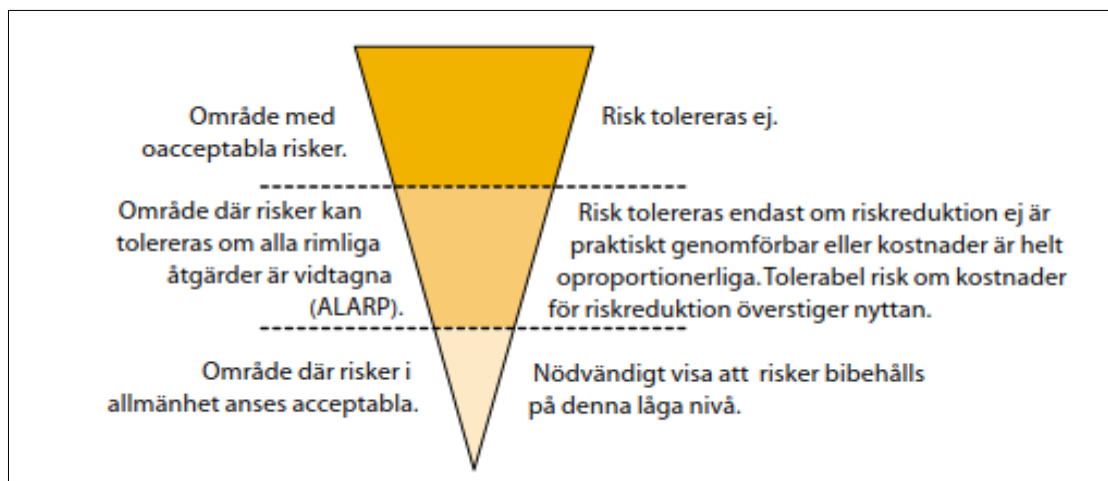 Område med
oacceptabla risker.
Risk tolereras ej.
Område där risker kan
tolereras om alla rimliga
åtgärder är vidtagna
(ALARP).
Risk tolereras endast om riskreduktion ej är
praktiskt genomförbar eller kostnader är helt
oproportionerliga. Tolerabel risk om kostnader
för riskreduktion överstiger nyttan.
Område där risker i
allmänhet anses acceptabla.
Nödvändigt visa att risker bibehålls
på denna låga nivå.